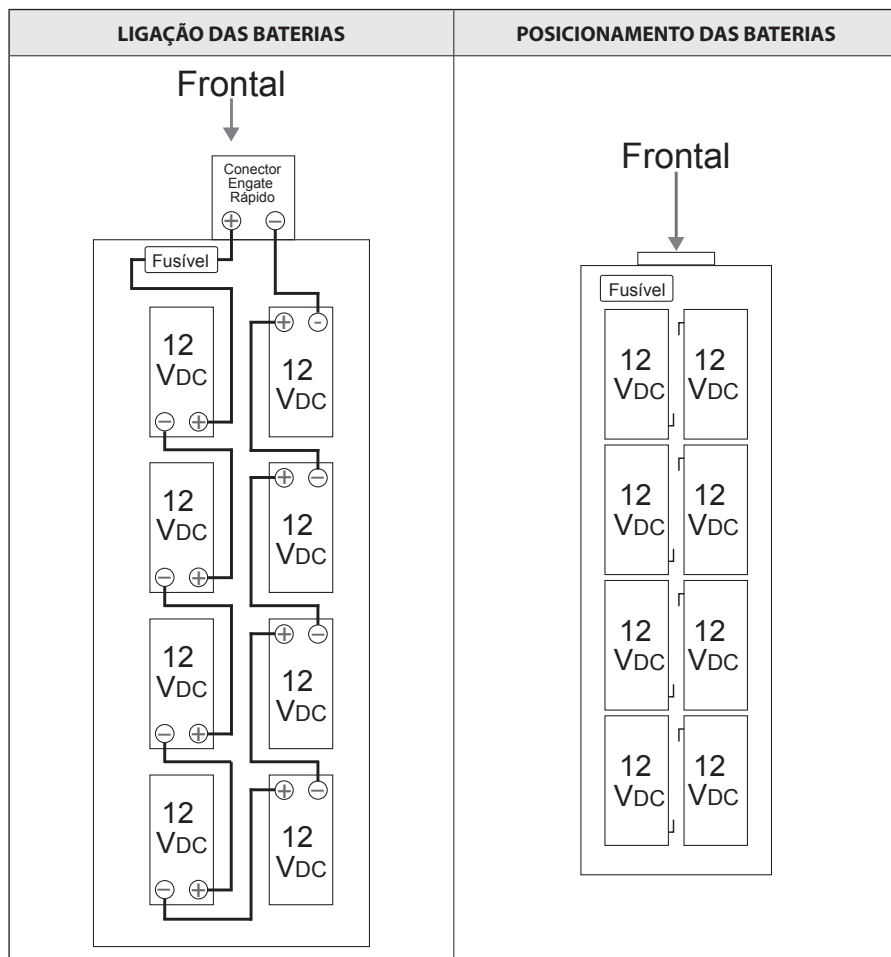 LIGAÇÃO DAS BATERIAS
POSICIONAMENTO DAS BATERIAS
Frontal
Conector
Engate
Rápido
+ −
Fusível
12
VDC
− +
12
VDC
− +
12
VDC
− +
12
VDC
− +
+ -
12
VDC
+ −
12
VDC
+ −
12
VDC
+ −
12
VDC
Frontal
Fusível
12
VDC
12
VDC
12
VDC
12
VDC
12
VDC
12
VDC
12
VDC
12
VDC